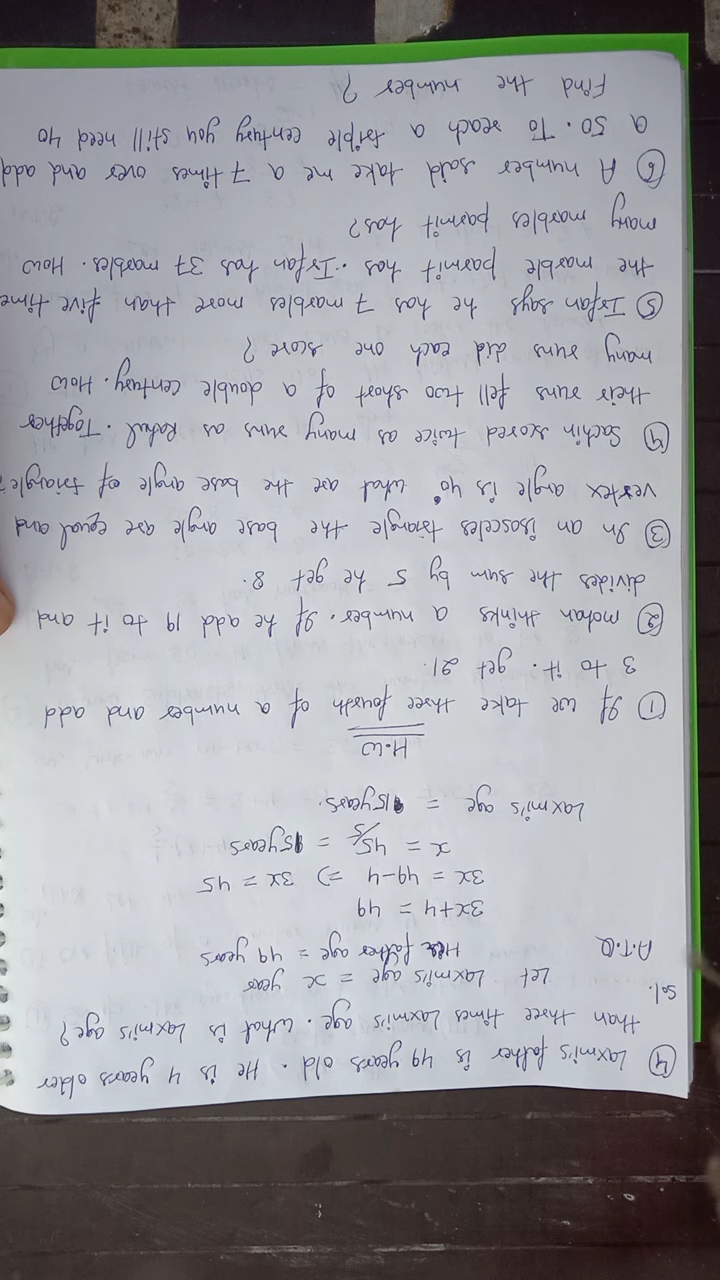 ④ Laxmi's father is 49 years old. He is 4 years older
than three times Laxmi's age. What is Laxmi's age?
Sol. Let Laxmi's age = x year
A.T.Q father age = 49 years
3x+4 = 49
3x = 49-4 => 3x = 45
x = 45/5 = 15years
Laxmi's age = 15years.
H.W
① If we take three fourth of a number and add
3 to it. get 21.
② mohan thinks a number. If he add 19 to it and
divides the sum by 5 he get 8.
③ In an isosceles triangle the base angle are equal and
vertex angle is 40° what are the base angle of triangle?
④ Sachin scored twice as many runs as Rahul. Together
their runs fell two short of a double century. How
many runs did each one score?
⑤ Irfan says he has 7 marbles more than five time
the marble parmit has. Irfan has 37 marbles. How
many marbles parmit has?
⑥ A number said take me a 7 times over and add
a 50. To reach a triple century you still need 40
Find the number?